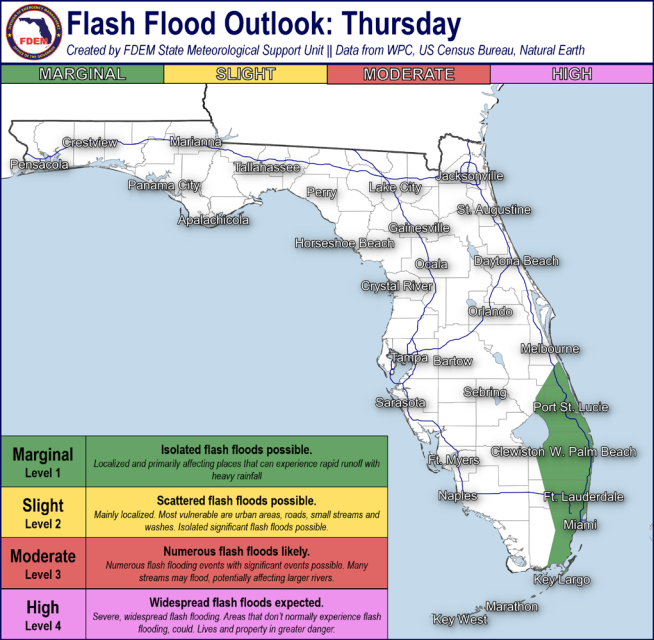 Flash Flood Outlook: Thursday
Created by FDEM State Meteorological Support Unit || Data from WPC, US Census Bureau, Natural Earth
FDEM
MARGINAL
SLIGHT
MODERATE
HIGH
Crestview
Marianna
Pensacola
Tallahassee
Jacksonville
Panama City
Perry
Lake City
Apalachicola
St. Augustine
Gainesville
Horseshoe Beach
Ocala
Daytona Beach
Crystal River
Orlando
Melbourne
Tampa
Bartow
Sebring
Sarasota
Port St. Lucie
Clewiston
W. Palm Beach
Ft. Myers
Naples
Ft. Lauderdale
Miami
Key Largo
Marathon
Key West
Marginal
Level 1
Isolated flash floods possible.
Localized and primarily affecting places that can experience rapid runoff with
heavy rainfall
Slight
Level 2
Scattered flash floods possible.
Mainly localized. Most vulnerable are urban areas, roads, small streams and
washes. Isolated significant flash floods possible.
Moderate
Level 3
Numerous flash floods likely.
Numerous flash flooding events with significant events possible. Many
streams may flood, potentially affecting larger rivers.
High
Level 4
Widespread flash floods expected.
Severe, widespread flash flooding. Areas that don't normally experience flash
flooding, could. Lives and property in greater danger.